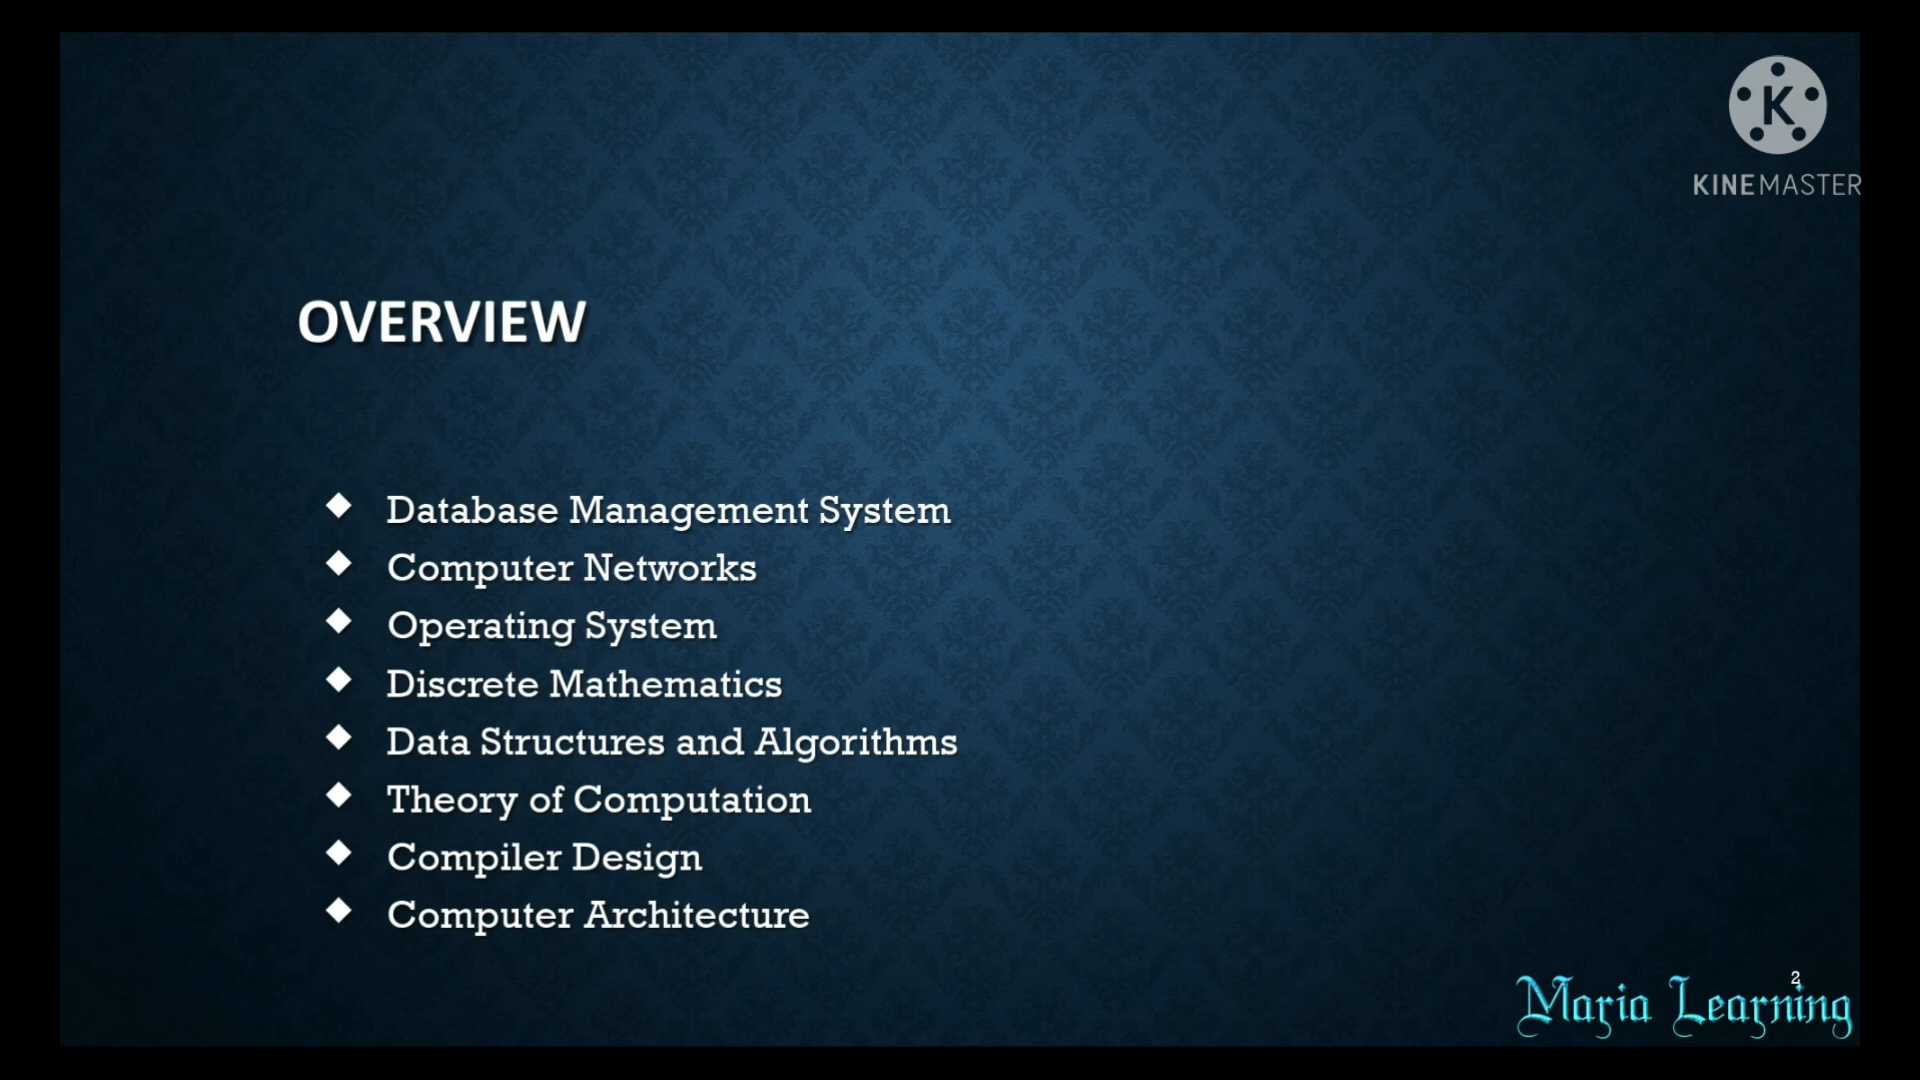 K
KINEMASTER
OVERVIEW
Database Management System
Computer Networks
Operating System
Discrete Mathematics
Data Structures and Algorithms
Theory of Computation
Compiler Design
Computer Architecture
2
Maria Learning